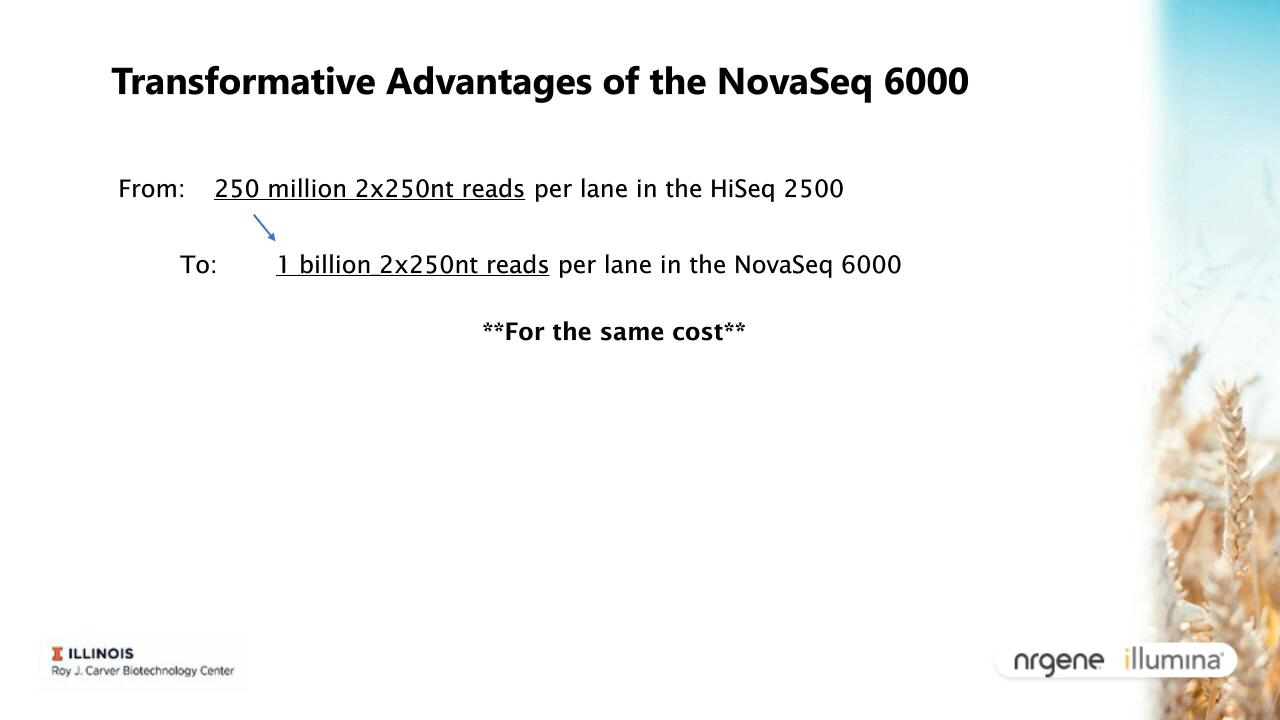 Transformative Advantages of the NovaSeq 6000
From: 250 million 2x250nt reads per lane in the HiSeq 2500
To: 1 billion 2x250nt reads per lane in the NovaSeq 6000
**For the same cost**
I ILLINOIS
Roy J. Carver Biotechnology Center
nrgene illumina®